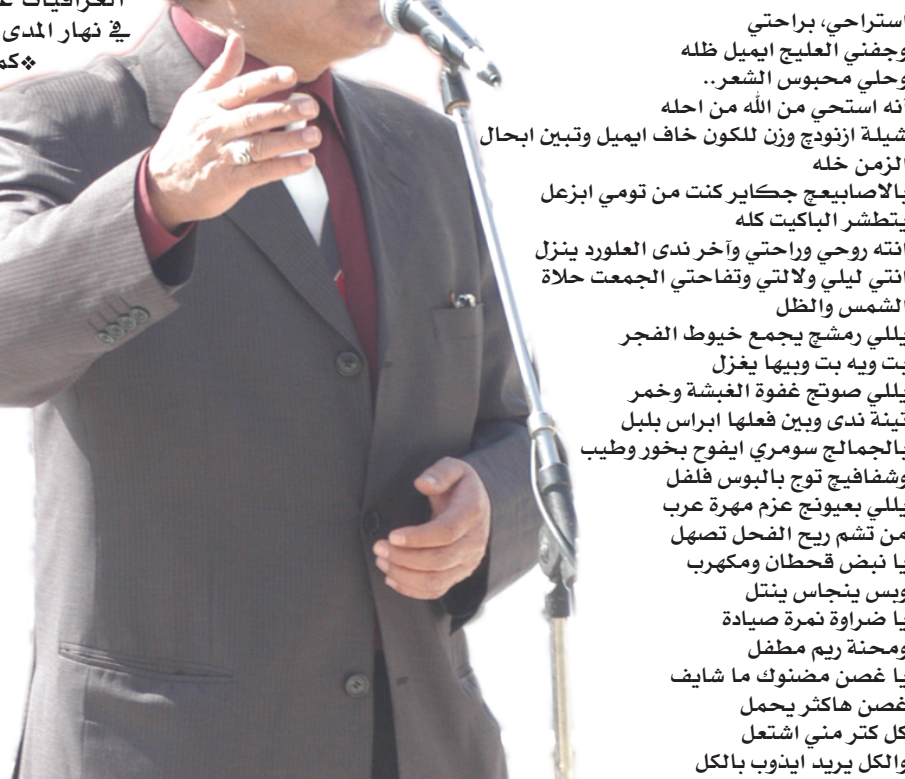 العراقيات
في نهار المدى
❖كم
استراحي، براحتي
وجفني العليج ايميل ظله
وحلي محبوس الشعر..
آنه استحي من الله من احله
شيلة ازنودج وزن للكون خاف ايميل وتبين ابحال
الزمن خله
بالاصابيعج جكاير كنت من تومي ابزعل
يتطشر الباكيت كله
انته روحي وراحتي وآخر ندى العلورد ينزل
انتي ليلي ولالتي وتفاحتي الجمعت حلاة
الشمس والظل
يللي رمشج يجمع خيوط الفجر
بت ويه بت وبيها يغزل
يللي صوتج غفوة الغبشة وخمر
تينة ندى وبين فعلها ابراس بلبل
بالجمالج سومري ايفوح بخور وطيب
وشفافيج توج بالبوس فلفل
يللي بعيونج عزم مهرة عرب
من تشم ريح الفحل تصهل
يا نبض قحطان ومكهرب
وبس ينجاس ينتل
يا ضراوة نمرة صيادة
ومحنة ريم مطفل
يا غصن مضنوك ما شايف
غصن هاكثر يحمل
كل كتر مني اشتعل
والكل يريد ايذوب بالكل